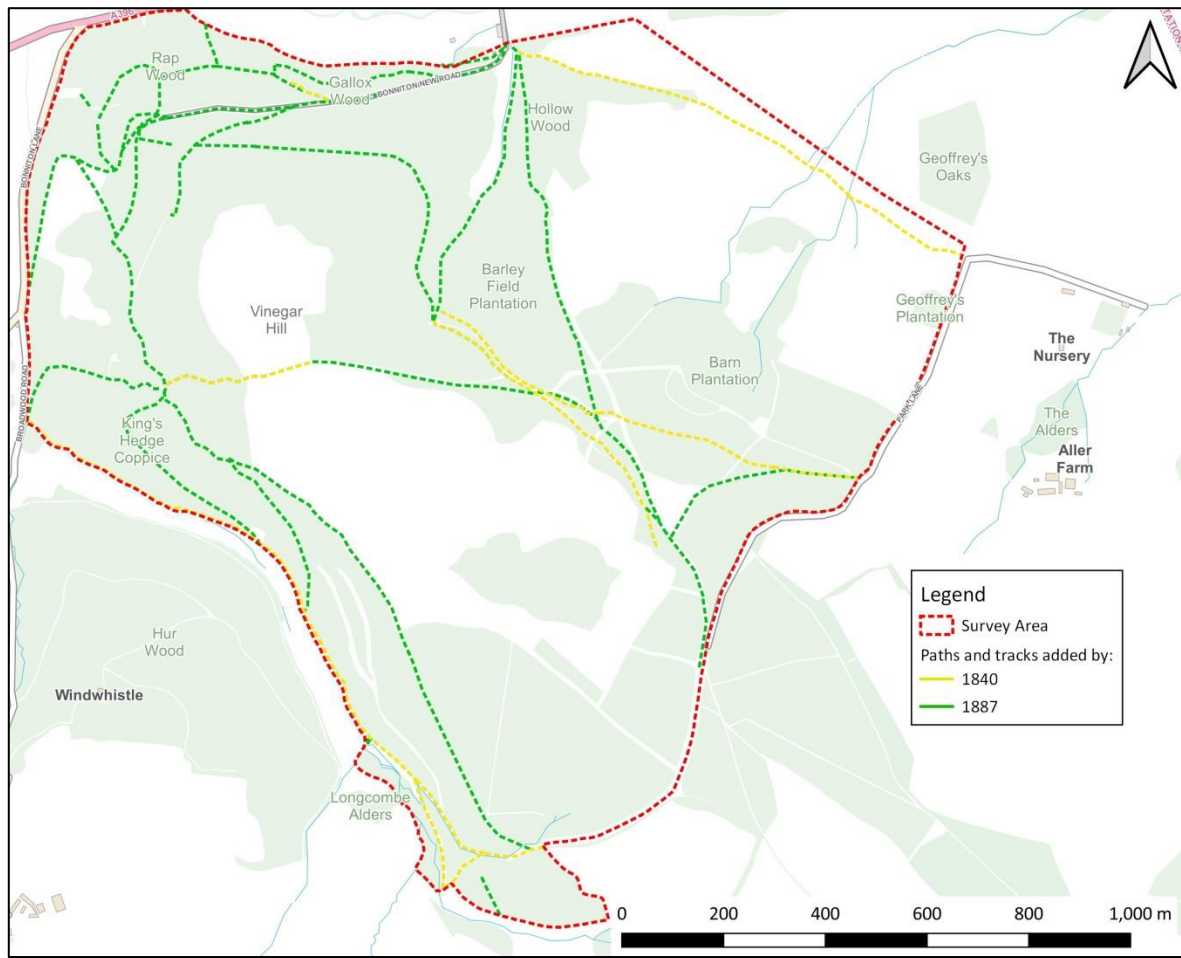 A396
TATION
Rap
Wood
Gallox
Wood
BONNITON NEW ROAD
Hollow
Wood
BONNITON LANE
Geoffrey's
Oaks
Barley
Field
Plantation
Vinegar
Hill
Geoffrey's
Plantation
The
Nursery
Barn
Plantation
BROADWOOD ROAD
PARK LANE
King's
Hedge
Coppice
The
Alders
Aller
Farm
Hur
Wood
Windwhistle
Longcombe
Alders
Legend
Survey Area
Paths and tracks added by:
1840
1887
0 200 400 600 800 1,000 m